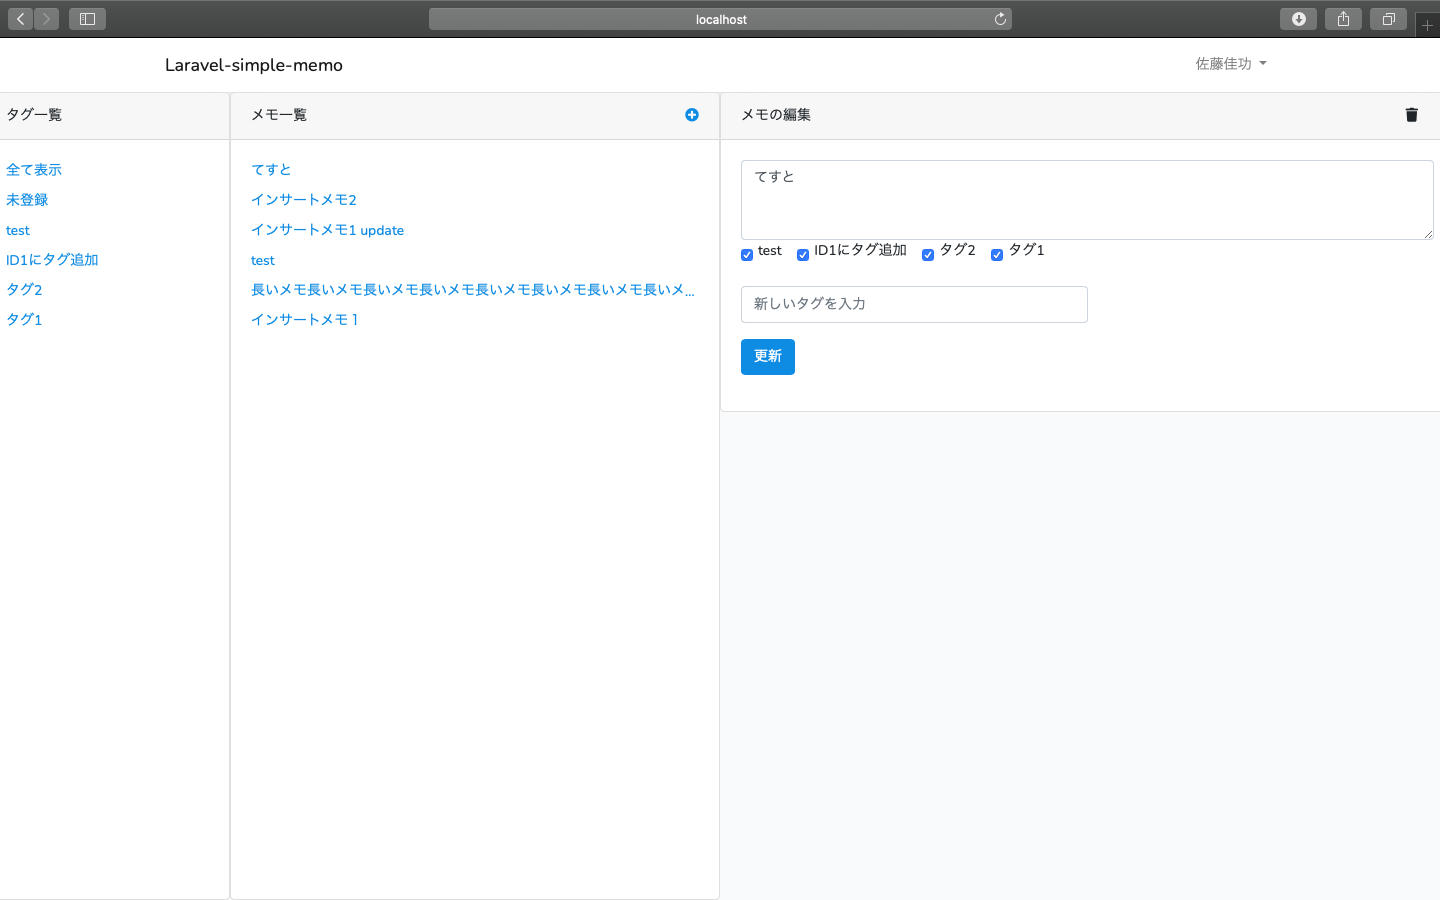 localhost
Laravel-simple-memo
佐藤佳功
タグ一覧
全て表示
未登録
test
ID1にタグ追加
タグ2
タグ1
メモ一覧
てすと
インサートメモ2
インサートメモ1 update
test
長いメモ長いメモ長いメモ長いメモ長いメモ長いメモ長いメモ長いメ...
インサートメモ１
メモの編集
てすと
test ID1にタグ追加 タグ2 タグ1
新しいタグを入力
更新